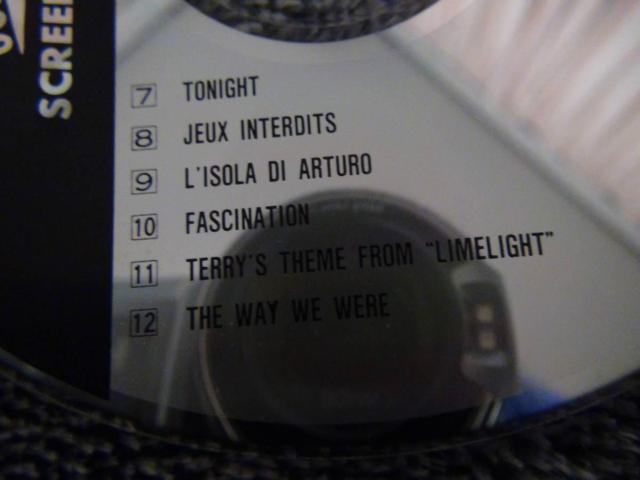 SCREE
7 TONIGHT
8 JEUX INTERDITS
9 L'ISOLA DI ARTURO
10 FASCINATION
11 TERRY'S THEME FROM "LIMELIGHT"
12 THE WAY WE WERE